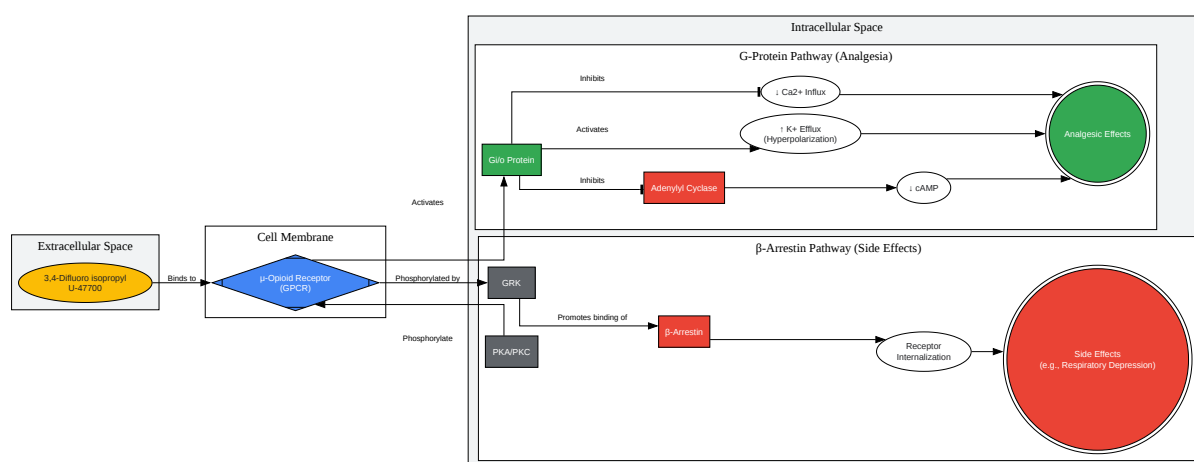 Intracellular Space
G-Protein Pathway (Analgesia)
Inhibits
↓ Ca2+ Influx
Activates
↑ K+ Efflux
(Hyperpolarization)
Analgesic Effects
Gi/o Protein
Inhibits
Adenylyl Cyclase
↓ cAMP
Activates
Extracellular Space
3,4-Difluoro isopropyl
U-47700
Binds to
Cell Membrane
μ-Opioid Receptor
(GPCR)
Phosphorylated by
Phosphorylate
β-Arrestin Pathway (Side Effects)
GRK
Promotes binding of
PKA/PKC
β-Arrestin
Receptor
Internalization
Side Effects
(e.g., Respiratory Depression)